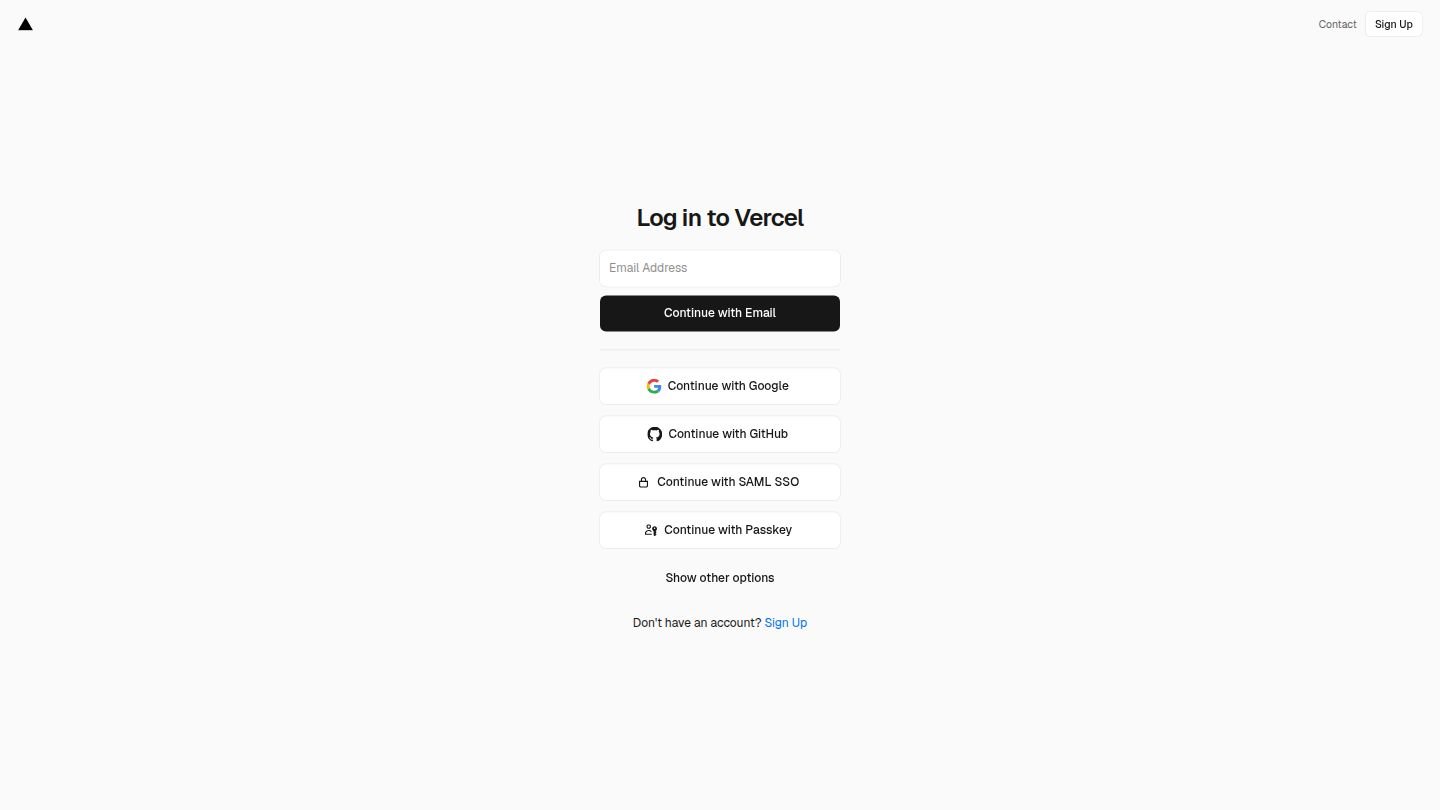 Contact
Sign Up
Log in to Vercel
Email Address
Continue with Email
Continue with Google
Continue with GitHub
Continue with SAML SSO
Continue with Passkey
Show other options
Don't have an account? Sign Up